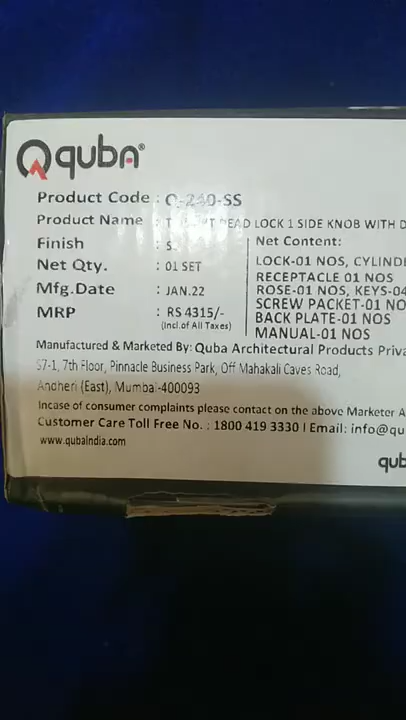 quba®
Product Code : Q-240-SS
Product Name : DEAD LOCK 1 SIDE KNOB WITH D
Finish : S.
Net Qty. : 01 SET
Mfg.Date : JAN.22
MRP : RS 4315/-
(Incl.of All Taxes)
Net Content:
LOCK-01 NOS, CYLINDE
RECEPTACLE 01 NOS
ROSE-01 NOS, KEYS-04
SCREW PACKET-01 NO
BACK PLATE-01 NOS
MANUAL-01 NOS
Manufactured & Marketed By: Quba Architectural Products Priva
57-1, 7th Floor, Pinnacle Business Park, Off Mahakali Caves Road,
Andheri (East), Mumbai-400093
Incase of consumer complaints please contact on the above Marketer A
Customer Care Toll Free No. : 1800 419 3330 I Email: info@qu
www.qubaindia.com
qub